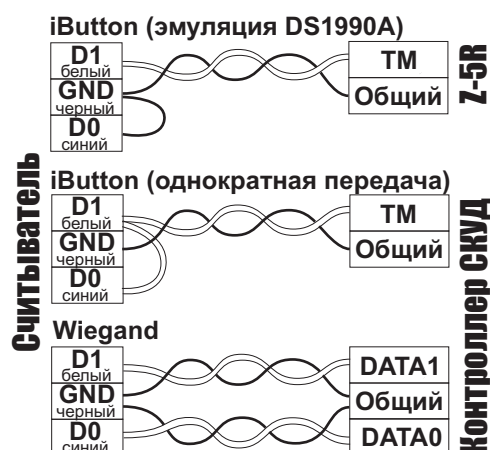 iButton (эмуляция DS1990A)
D1
белый
GND
черный
D0
синий
TM
Общий
Z-5R
Считыватель
iButton (однократная передача)
D1
белый
GND
черный
D0
синий
TM
Общий
Контроллер СКУД
Wiegand
D1
белый
GND
черный
D0
синий
DATA1
Общий
DATA0